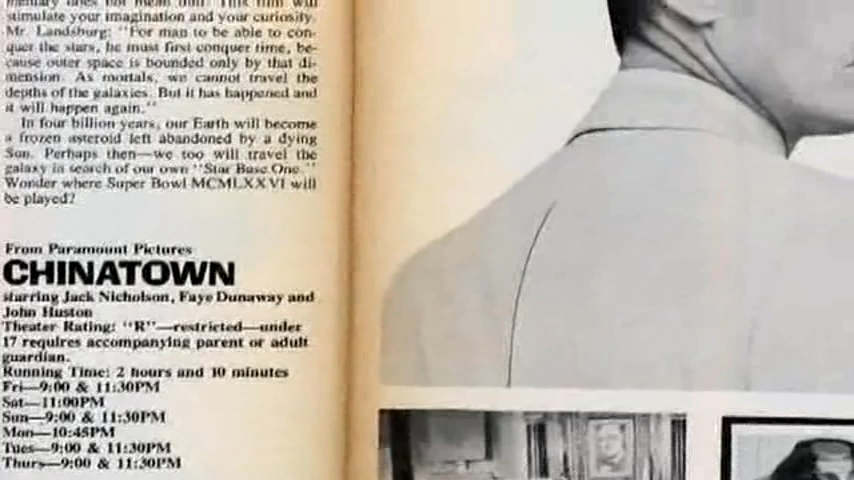 mentary does not mean dull. This film will
stimulate your imagination and your curiosity.
Mr. Landsburg: "For man to be able to con-
quer the stars, he must first conquer time, be-
cause outer space is bounded only by that di-
mension. As mortals, we cannot travel the
depths of the galaxies. But it has happened and
it will happen again."
In four billion years, our Earth will become
a frozen asteroid left abandoned by a dying
Sun. Perhaps then—we too will travel the
galaxy in search of our own "Star Base One."
Wonder where Super Bowl MCMLXXVI will
be played?
From Paramount Pictures
CHINATOWN
starring Jack Nicholson, Faye Dunaway and
John Huston
Theater Rating: "R"—restricted—under
17 requires accompanying parent or adult
guardian.
Running Time: 2 hours and 10 minutes
Fri—9:00 & 11:30PM
Sat—11:00PM
Sun—9:00 & 11:30PM
Mon—10:45PM
Tues—9:00 & 11:30PM
Thurs—9:00 & 11:30PM